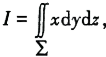 I = ∬_Σ x dy dz,